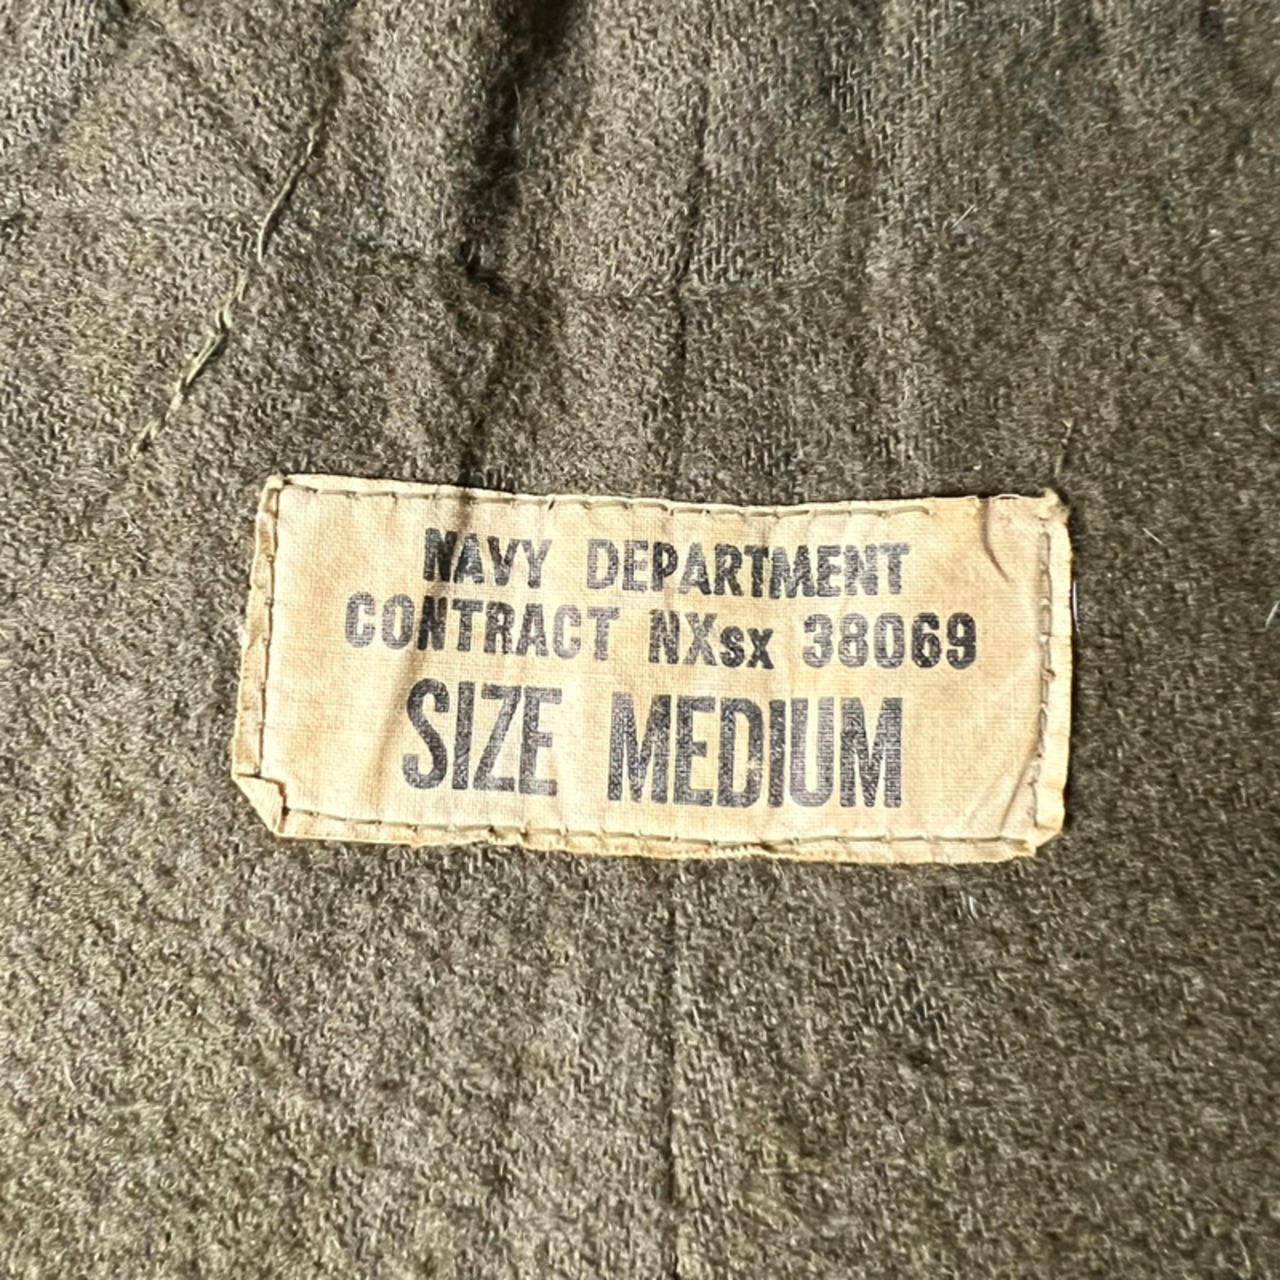 NAVY DEPARTMENT
CONTRACT NXsx 38069
SIZE MEDIUM